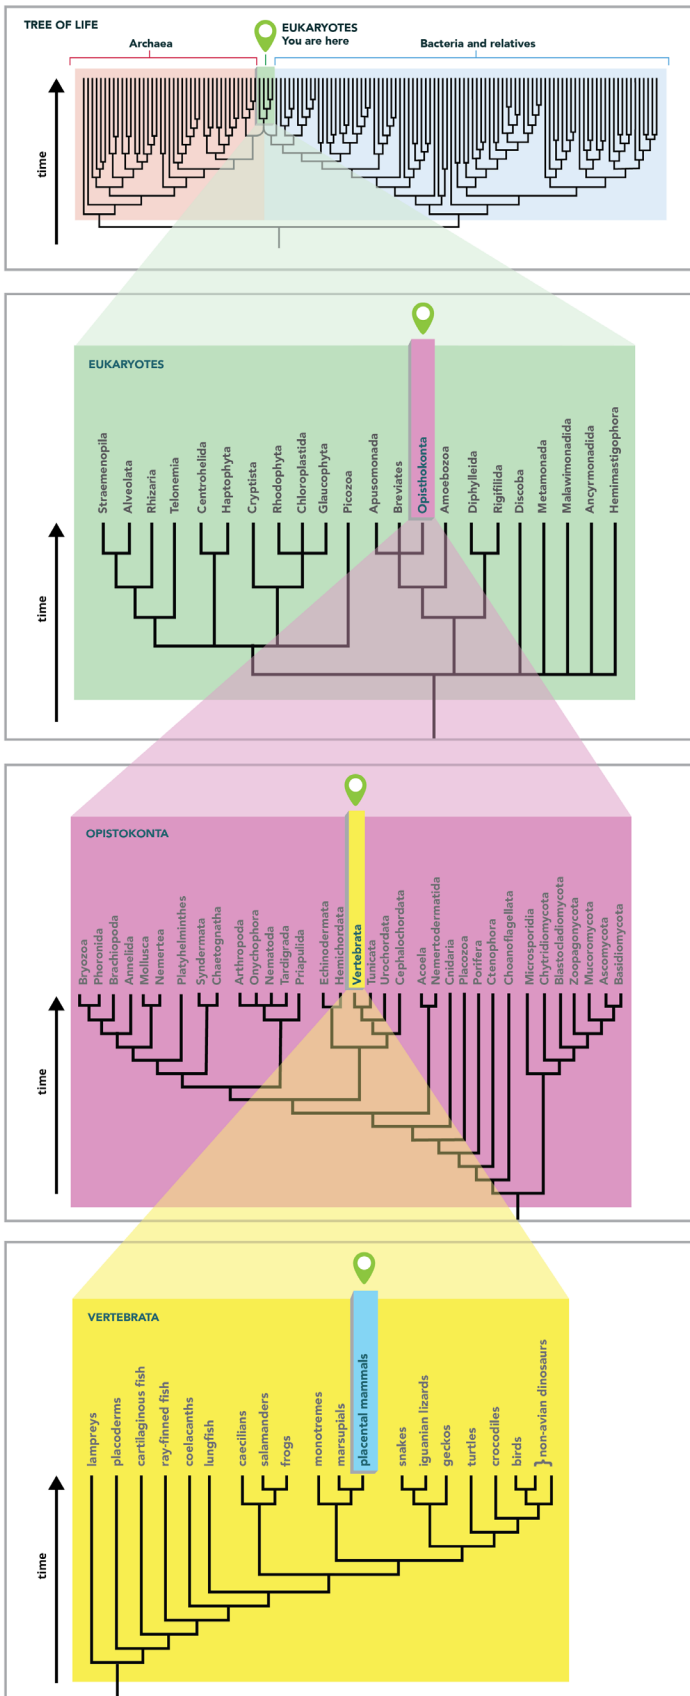 TREE OF LIFE
EUKARYOTES
You are here
Archaea
Bacteria and relatives
time
EUKARYOTES
Straemenopila
Alveolata
Rhizaria
Telonemia
Centrohelida
Haptophyta
Cryptista
Rhodophyta
Chloroplastida
Glaucophyta
Picozoa
Apusomonada
Breviates
Opisthokonta
Amoebozoa
Diphylleida
Rigifilida
Discoba
Metamonada
Malawimonadida
Ancyrmonadida
Hemimastigophora
time
OPISTOKONTA
Bryozoa
Phoronida
Brachiopoda
Annelida
Mollusca
Nemertea
Platyhelminthes
Syndermata
Chaetognatha
Arthropoda
Onychophora
Nematoda
Tardigrada
Priapulida
Echinodermata
Hemichordata
Vertebrata
Tunicata
Urochordata
Cephalochordata
Acoela
Nemertodermatida
Cnidaria
Placozoa
Porifera
Ctenophora
Choanoflagellata
Microsporidia
Chytridiomycota
Blastocladiomycota
Zoopagomycota
Mucoromycota
Ascomycota
Basidiomycota
time
VERTEBRATA
lampreys
placoderms
cartilaginous fish
ray-finned fish
coelacanths
lungfish
caecilians
salamanders
frogs
monotremes
marsupials
placental mammals
snakes
iguanian lizards
geckos
turtles
crocodiles
birds
}non-avian dinosaurs
time